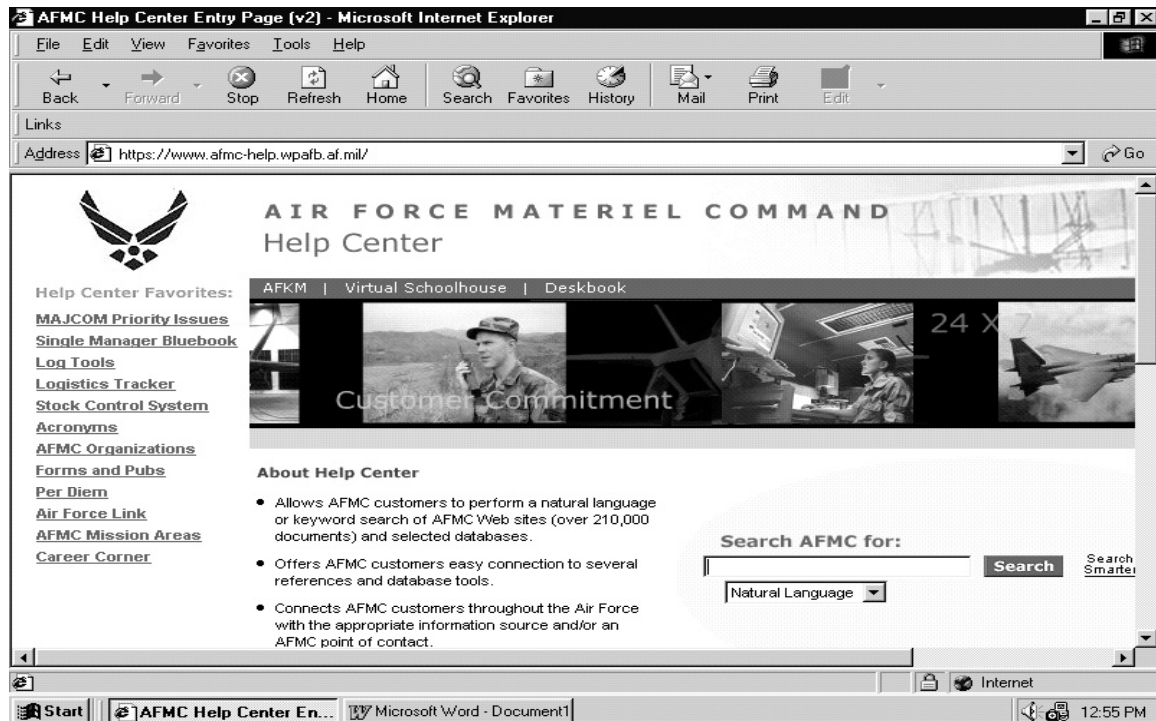 AFMC Help Center Entry Page (v2) - Microsoft Internet Explorer
File Edit View Favorites Tools Help
Back Forward Stop Refresh Home Search Favorites History Mail Print Edit
Links
Address https://www.afmc-help.wpafb.af.mil/ Go
AIR FORCE MATERIEL COMMAND
Help Center
AFKM | Virtual Schoolhouse | Deskbook
24 X 7
Customer Commitment
Help Center Favorites:
MAJCOM Priority Issues
Single Manager Bluebook
Log Tools
Logistics Tracker
Stock Control System
Acronyms
AFMC Organizations
Forms and Pubs
Per Diem
Air Force Link
AFMC Mission Areas
Career Corner
About Help Center
• Allows AFMC customers to perform a natural language
or keyword search of AFMC Web sites (over 210,000
documents) and selected databases.
• Offers AFMC customers easy connection to several
references and database tools.
• Connects AFMC customers throughout the Air Force
with the appropriate information source and/or an
AFMC point of contact.
Search AFMC for:
Search
Search
Smarter
Natural Language
Internet
Start AFMC Help Center En... Microsoft Word - Document1 12:55 PM